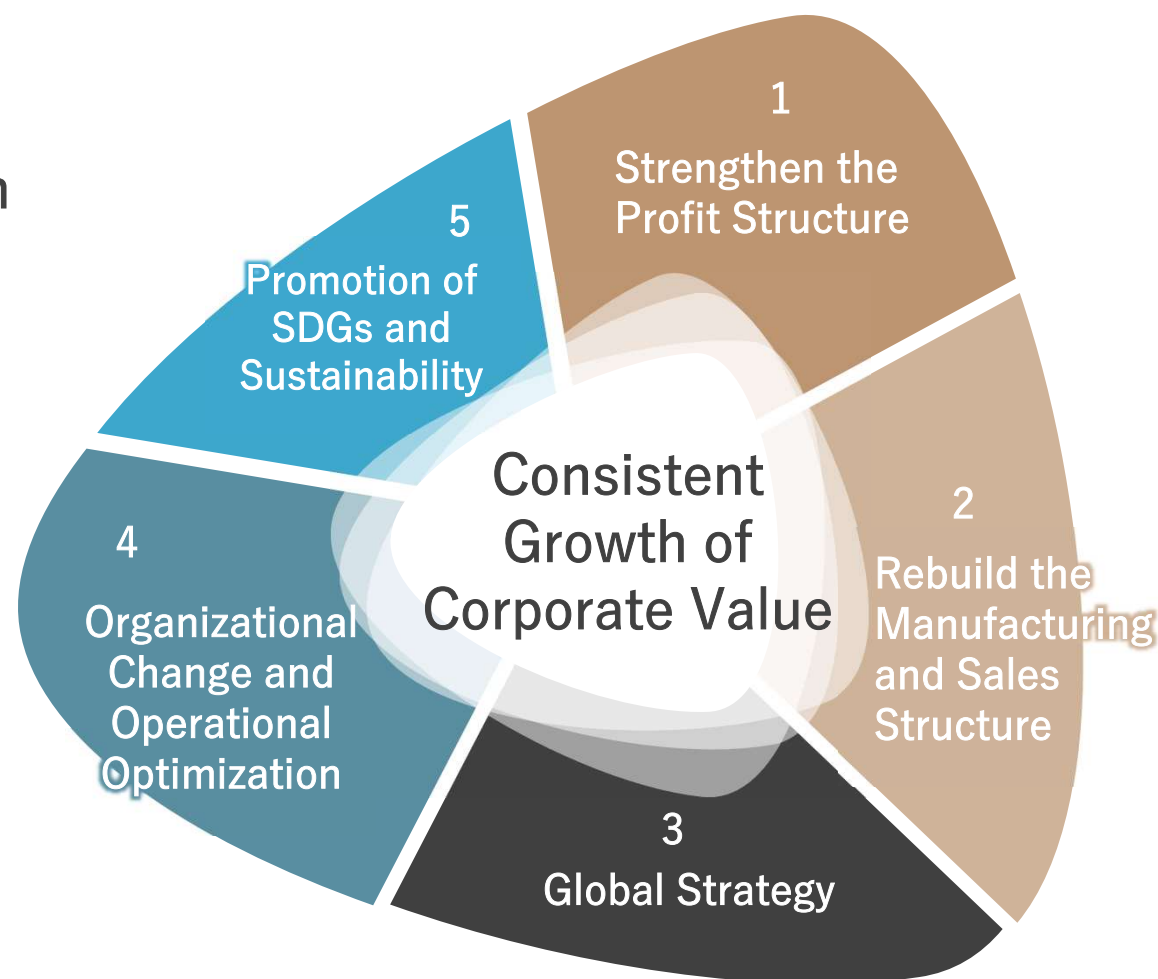 1
Strengthen the
Profit Structure
2
Rebuild the
Manufacturing
and Sales
Structure
3
Global Strategy
4
Organizational
Change and
Operational
Optimization
5
Promotion of
SDGs and
Sustainability
Consistent
Growth of
Corporate Value